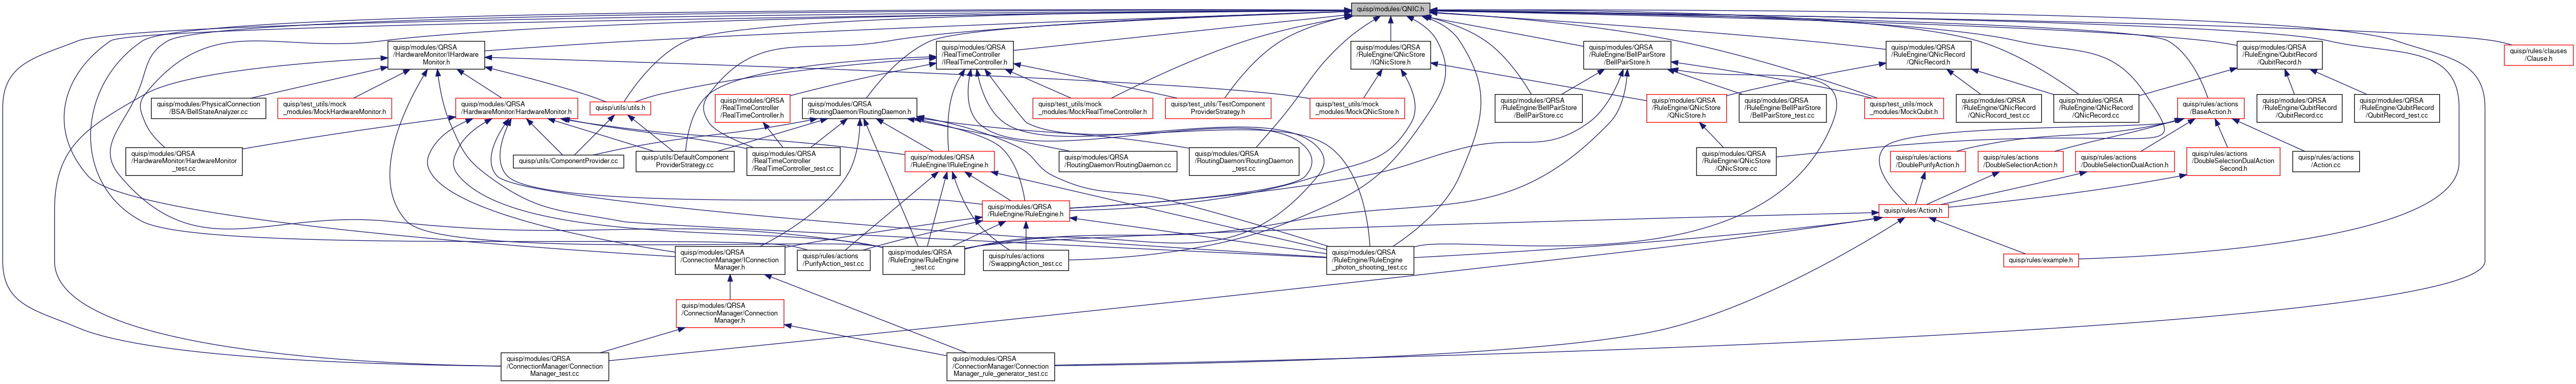 quisp/modules/QNIC.h
quisp/modules/QRSA
/HardwareMonitor/IHardware
Monitor.h
quisp/modules/QRSA
/RealTimeController
/IRealTimeController.h
quisp/modules/QRSA
/RuleEngine/QNicStore
/IQNicStore.h
quisp/modules/QRSA
/RuleEngine/BellPairStore
/BellPairStore.h
quisp/modules/QRSA
/RuleEngine/QNicRecord
/QNicRecord.h
quisp/modules/QRSA
/RuleEngine/QubitRecord
/QubitRecord.h
quisp/rules/clauses
/Clause.h
quisp/modules/PhysicalConnection
/BSA/BellStateAnalyzer.cc
quisp/test_utils/mock
_modules/MockHardwareMonitor.h
quisp/modules/QRSA
/HardwareMonitor/HardwareMonitor.h
quisp/utils/utils.h
quisp/modules/QRSA
/RealTimeController
/RealTimeController.h
quisp/modules/QRSA
/RoutingDaemon/RoutingDaemon.h
quisp/test_utils/mock
_modules/MockRealTimeController.h
quisp/test_utils/TestComponent
ProviderStrategy.h
quisp/test_utils/mock
_modules/MockQNicStore.h
quisp/modules/QRSA
/RuleEngine/BellPairStore
/BellPairStore.cc
quisp/modules/QRSA
/RuleEngine/QNicStore
/QNicStore.h
quisp/modules/QRSA
/RuleEngine/BellPairStore
/BellPairStore_test.cc
quisp/test_utils/mock
_modules/MockQubit.h
quisp/modules/QRSA
/RuleEngine/QNicRecord
/QNicRocord_test.cc
quisp/modules/QRSA
/RuleEngine/QNicRecord
/QNicRecord.cc
quisp/rules/actions
/BaseAction.h
quisp/modules/QRSA
/RuleEngine/QubitRecord
/QubitRecord.cc
quisp/modules/QRSA
/RuleEngine/QubitRecord
/QubitRecord_test.cc
quisp/modules/QRSA
/HardwareMonitor/HardwareMonitor
_test.cc
quisp/utils/ComponentProvider.cc
quisp/utils/DefaultComponent
ProviderStrategy.cc
quisp/modules/QRSA
/RealTimeController
/RealTimeController_test.cc
quisp/modules/QRSA
/RuleEngine/IRuleEngine.h
quisp/modules/QRSA
/RoutingDaemon/RoutingDaemon.cc
quisp/modules/QRSA
/RoutingDaemon/RoutingDaemon
_test.cc
quisp/modules/QRSA
/RuleEngine/QNicStore
/QNicStore.cc
quisp/rules/actions
/DoublePurifyAction.h
quisp/rules/actions
/DoubleSelectionAction.h
quisp/rules/actions
/DoubleSelectionDualAction.h
quisp/rules/actions
/DoubleSelectionDualAction
Second.h
quisp/rules/actions
/Action.cc
quisp/modules/QRSA
/RuleEngine/RuleEngine.h
quisp/rules/Action.h
quisp/modules/QRSA
/ConnectionManager/IConnection
Manager.h
quisp/rules/actions
/PurifyAction_test.cc
quisp/modules/QRSA
/RuleEngine/RuleEngine
_test.cc
quisp/rules/actions
/SwappingAction_test.cc
quisp/modules/QRSA
/RuleEngine/RuleEngine
_photon_shooting_test.cc
quisp/rules/example.h
quisp/modules/QRSA
/ConnectionManager/Connection
Manager.h
quisp/modules/QRSA
/ConnectionManager/Connection
Manager_test.cc
quisp/modules/QRSA
/ConnectionManager/Connection
Manager_rule_generator_test.cc